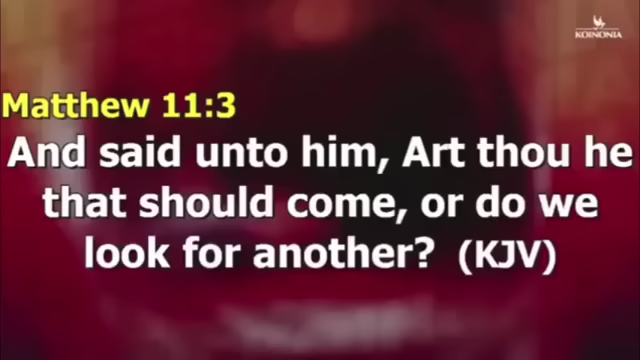 KOINONIA
Matthew 11:3
And said unto him, Art thou he
that should come, or do we
look for another? (KJV)